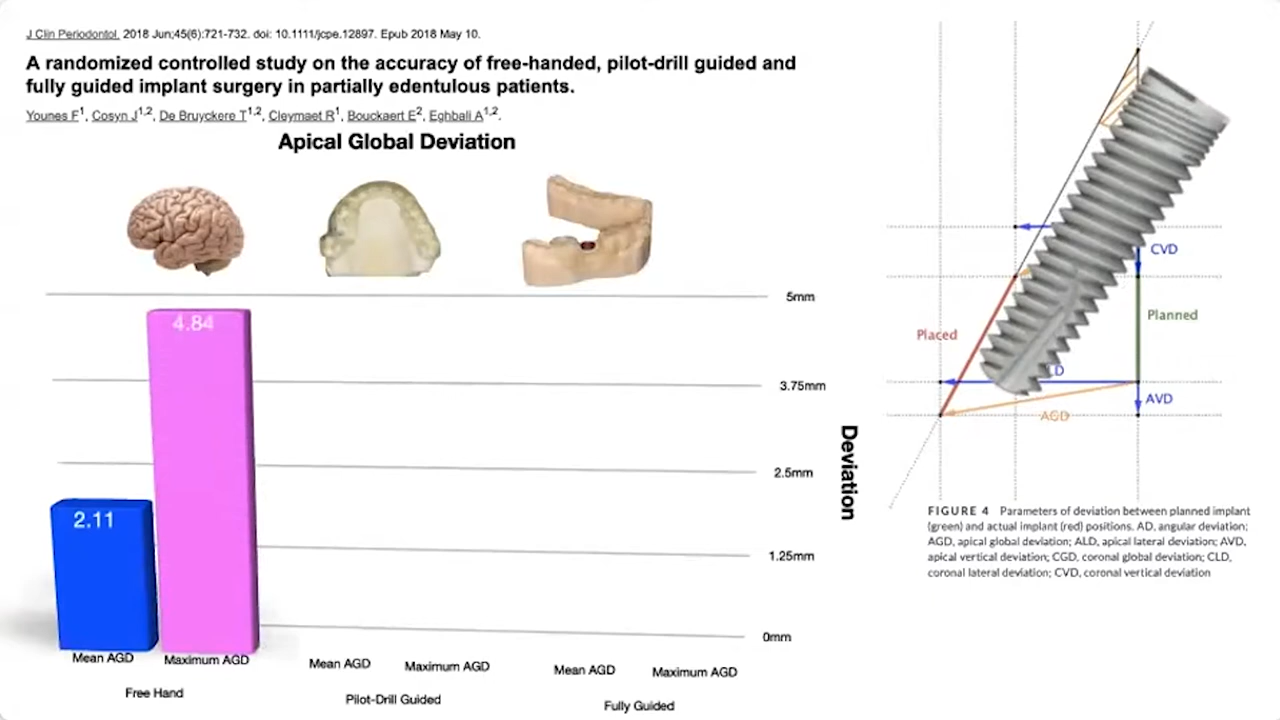 J Clin Periodontol. 2018 Jun;45(6):721-732. doi: 10.1111/jcpe.12897. Epub 2018 May 10.
A randomized controlled study on the accuracy of free-handed, pilot-drill guided and
fully guided implant surgery in partially edentulous patients.
Younes F1, Cosyn J1,2, De Bruyckere T1,2, Cleymaet R1, Bouckaert E2, Eghbali A1,2.
Apical Global Deviation
5mm
4.84
3.75mm
2.5mm
2.11
1.25mm
0mm
Deviation
Mean AGD
Maximum AGD
Mean AGD
Maximum AGD
Mean AGD
Maximum AGD
Free Hand
Pilot-Drill Guided
Fully Guided
CVD
Planned
Placed
LD
AVD
AGD
FIGURE 4 Parameters of deviation between planned implant
(green) and actual implant (red) positions. AD, angular deviation;
AGD, apical global deviation; ALD, apical lateral deviation; AVD,
apical vertical deviation; CGD, coronal global deviation; CLD,
coronal lateral deviation; CVD, coronal vertical deviation